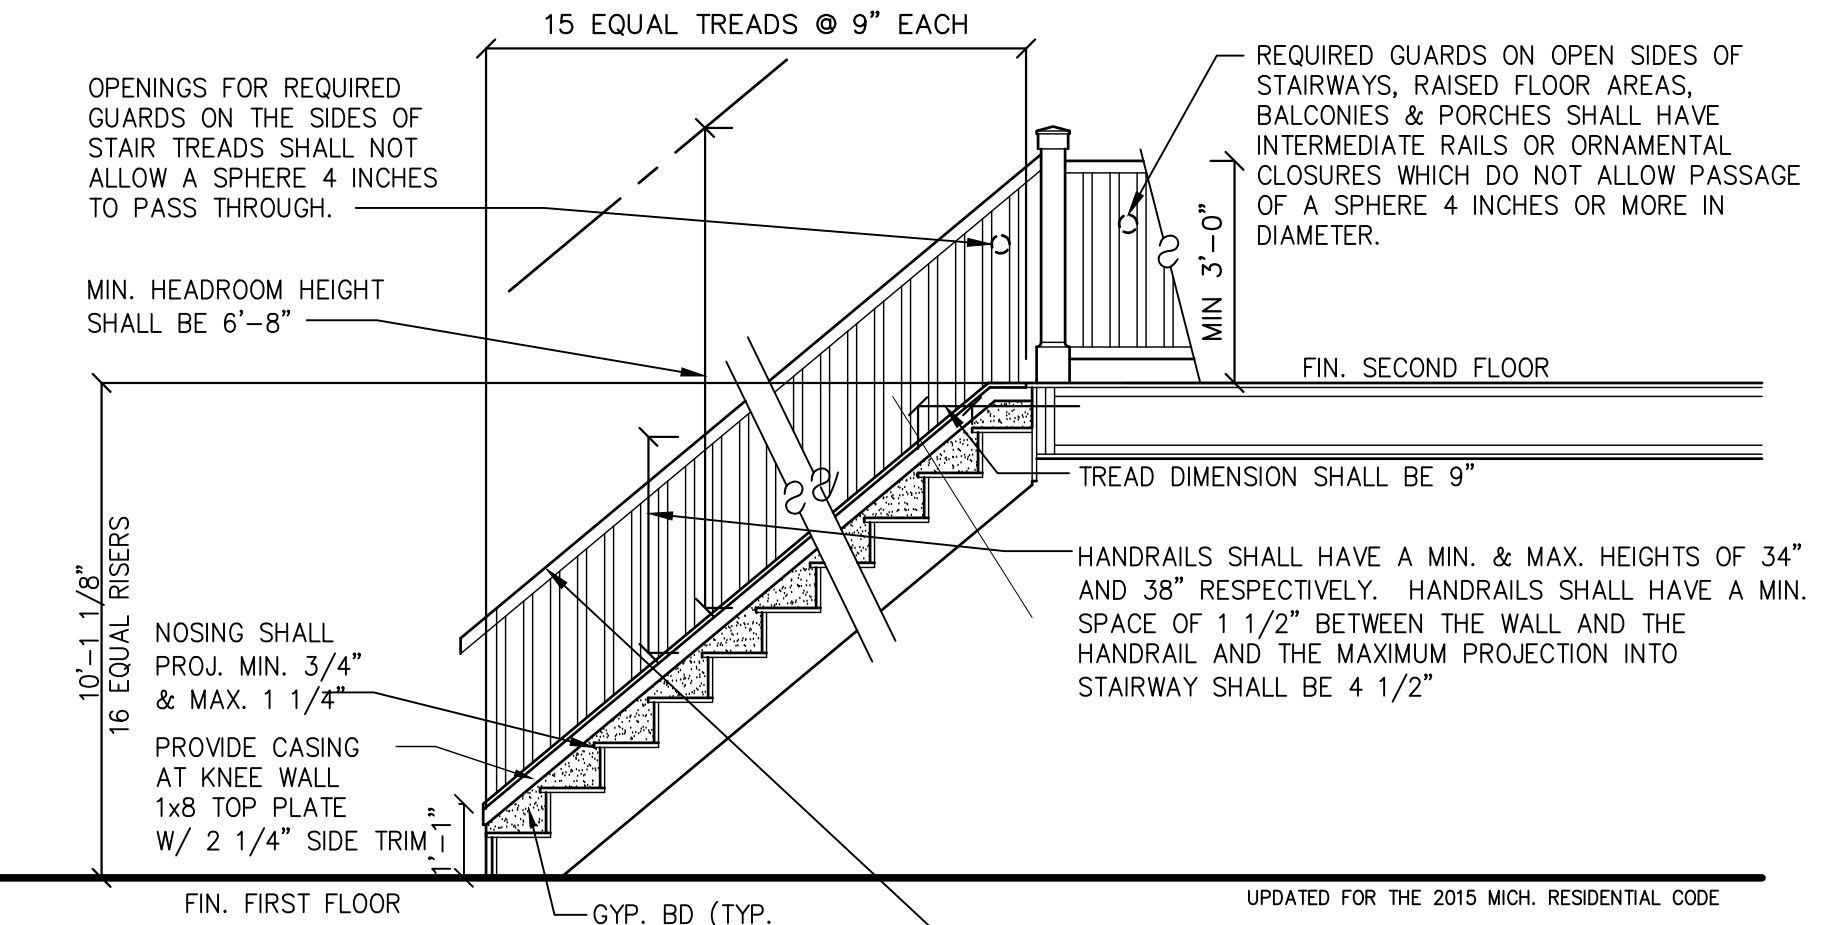 15 EQUAL TREADS @ 9" EACH
OPENINGS FOR REQUIRED
GUARDS ON THE SIDES OF
STAIR TREADS SHALL NOT
ALLOW A SPHERE 4 INCHES
TO PASS THROUGH.
REQUIRED GUARDS ON OPEN SIDES OF
STAIRWAYS, RAISED FLOOR AREAS,
BALCONIES & PORCHES SHALL HAVE
INTERMEDIATE RAILS OR ORNAMENTAL
CLOSURES WHICH DO NOT ALLOW PASSAGE
OF A SPHERE 4 INCHES OR MORE IN
DIAMETER.
MIN 3'-0"
MIN. HEADROOM HEIGHT
SHALL BE 6'-8"
FIN. SECOND FLOOR
TREAD DIMENSION SHALL BE 9"
HANDRAILS SHALL HAVE A MIN. & MAX. HEIGHTS OF 34"
AND 38" RESPECTIVELY. HANDRAILS SHALL HAVE A MIN.
SPACE OF 1 1/2" BETWEEN THE WALL AND THE
HANDRAIL AND THE MAXIMUM PROJECTION INTO
STAIRWAY SHALL BE 4 1/2"
10'-1 1/8"
16 EQUAL RISERS
NOSING SHALL
PROJ. MIN. 3/4"
& MAX. 1 1/4"
PROVIDE CASING
AT KNEE WALL
1x8 TOP PLATE
W/ 2 1/4" SIDE TRIM
1'-1"
FIN. FIRST FLOOR
GYP. BD (TYP.
UPDATED FOR THE 2015 MICH. RESIDENTIAL CODE